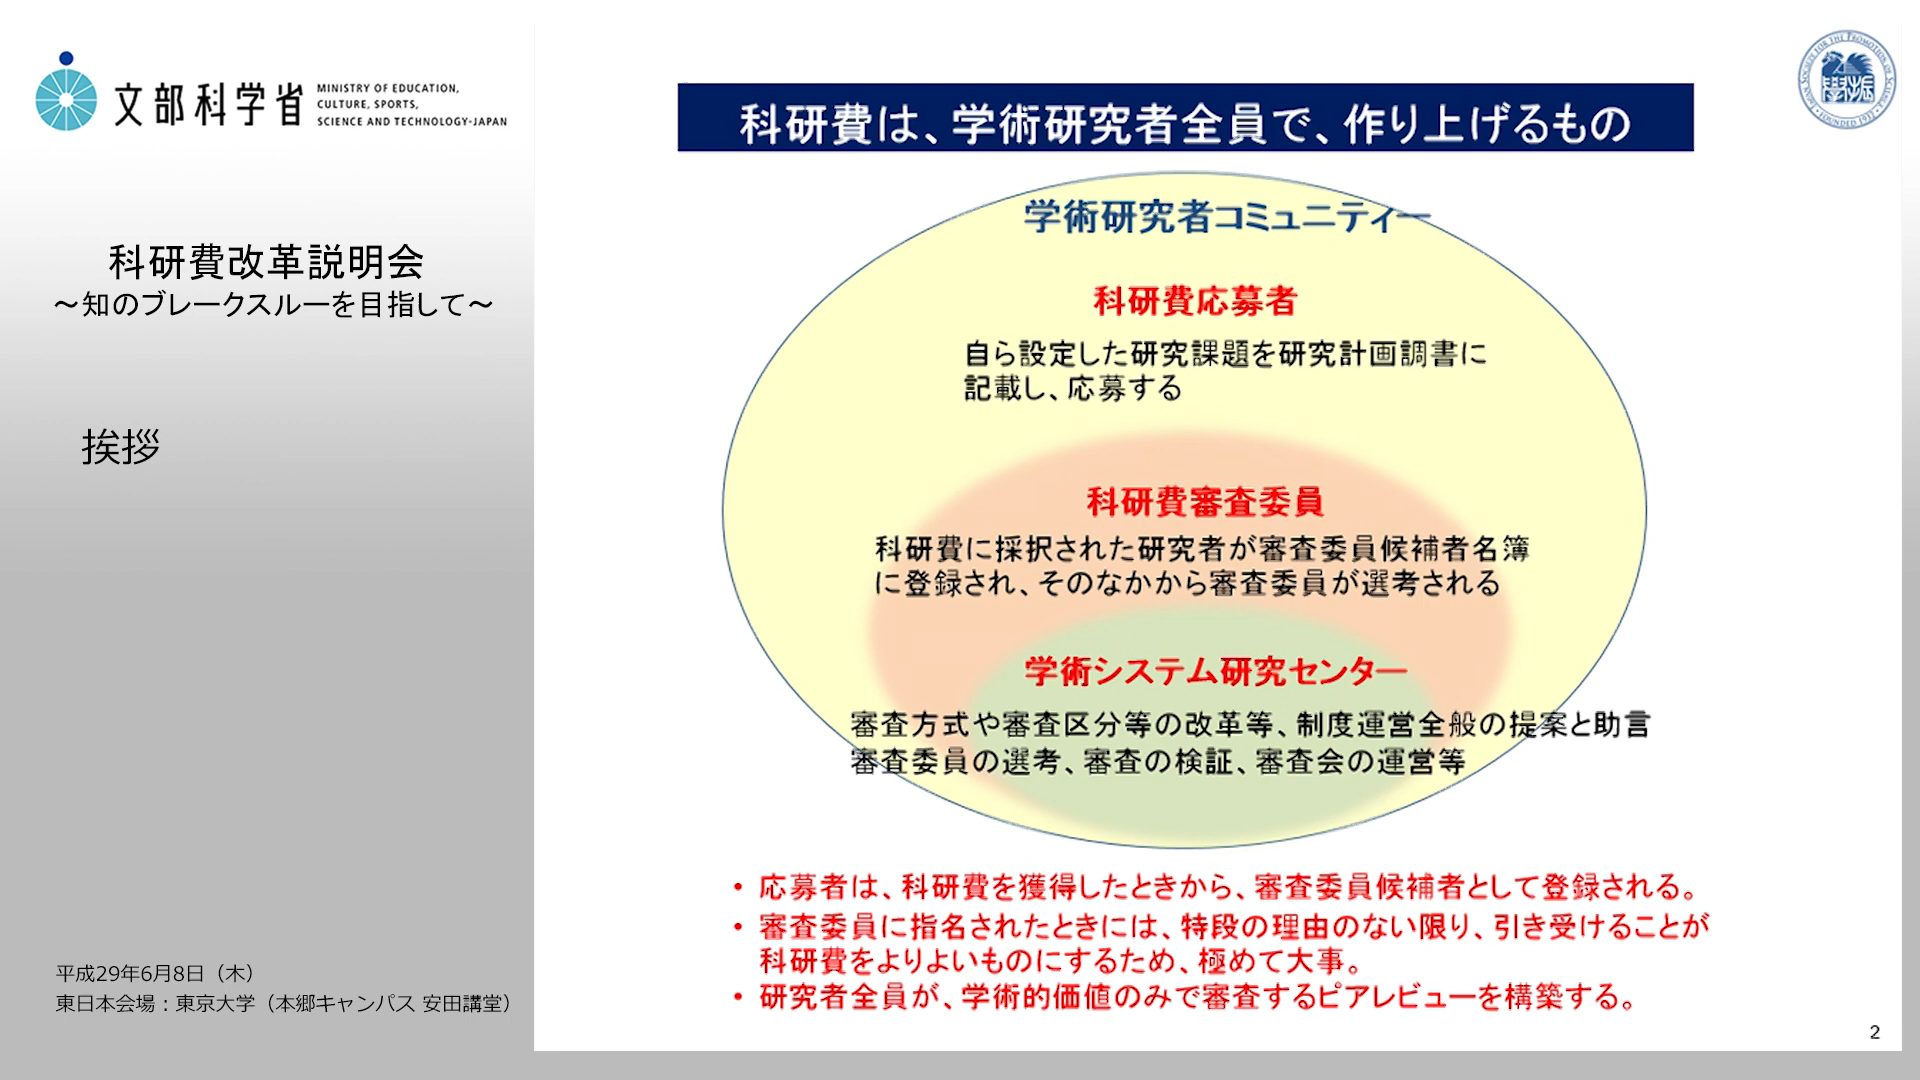 文部科学省
MINISTRY OF EDUCATION,
CULTURE, SPORTS,
SCIENCE AND TECHNOLOGY-JAPAN
科研費改革説明会
～知のブレークスルーを目指して～
挨拶
平成29年6月8日（木）
東日本会場：東京大学（本郷キャンパス 安田講堂）
科研費は、学術研究者全員で、作り上げるもの
学術研究者コミュニティー
科研費応募者
自ら設定した研究課題を研究計画調書に
記載し、応募する
科研費審査委員
科研費に採択された研究者が審査委員候補者名簿
に登録され、そのなかから審査委員が選考される
学術システム研究センター
審査方式や審査区分等の改革等、制度運営全般の提案と助言
審査委員の選考、審査の検証、審査会の運営等
• 応募者は、科研費を獲得したときから、審査委員候補者として登録される。
• 審査委員に指名されたときには、特段の理由のない限り、引き受けることが
科研費をよりよいものにするため、極めて大事。
• 研究者全員が、学術的価値のみで審査するピアレビューを構築する。
JAPAN SOCIETY FOR THE PROMOTION OF SCIENCE
學振
FOUNDED 1932
2